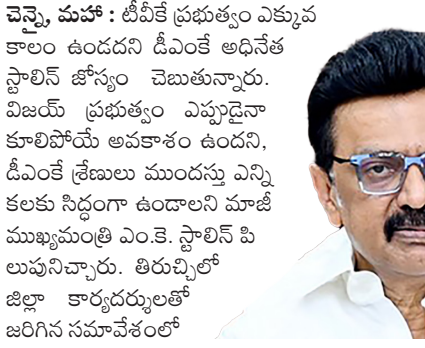 చెన్నై, మహా : టీవీకే ప్రభుత్వం ఎక్కువ
కాలం ఉండదని డీఎంకే అధినేత
స్టాలిన్ జోస్యం చెబుతున్నారు.
విజయ్ ప్రభుత్వం ఎప్పుడైనా
కూలిపోయే అవకాశం ఉందని,
డీఎంకే శ్రేణులు ముందస్తు ఎన్ని
కలకు సిద్ధంగా ఉండాలని మాజీ
ముఖ్యమంత్రి ఎం.కె. స్టాలిన్ పి
లుపునిచ్చారు. తిరుచ్చిలో
జిల్లా కార్యదర్శులతో
జరిగిన సమావేశంలో